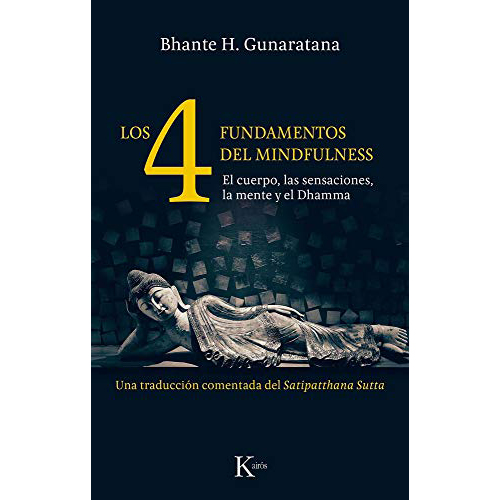 Bhante H. Gunaratana
LOS 4 FUNDAMENTOS
DEL MINDFULNESS
El cuerpo, las sensaciones,
la mente y el Dhamma
Una traducción comentada del Satipatthana Sutta
Kairós